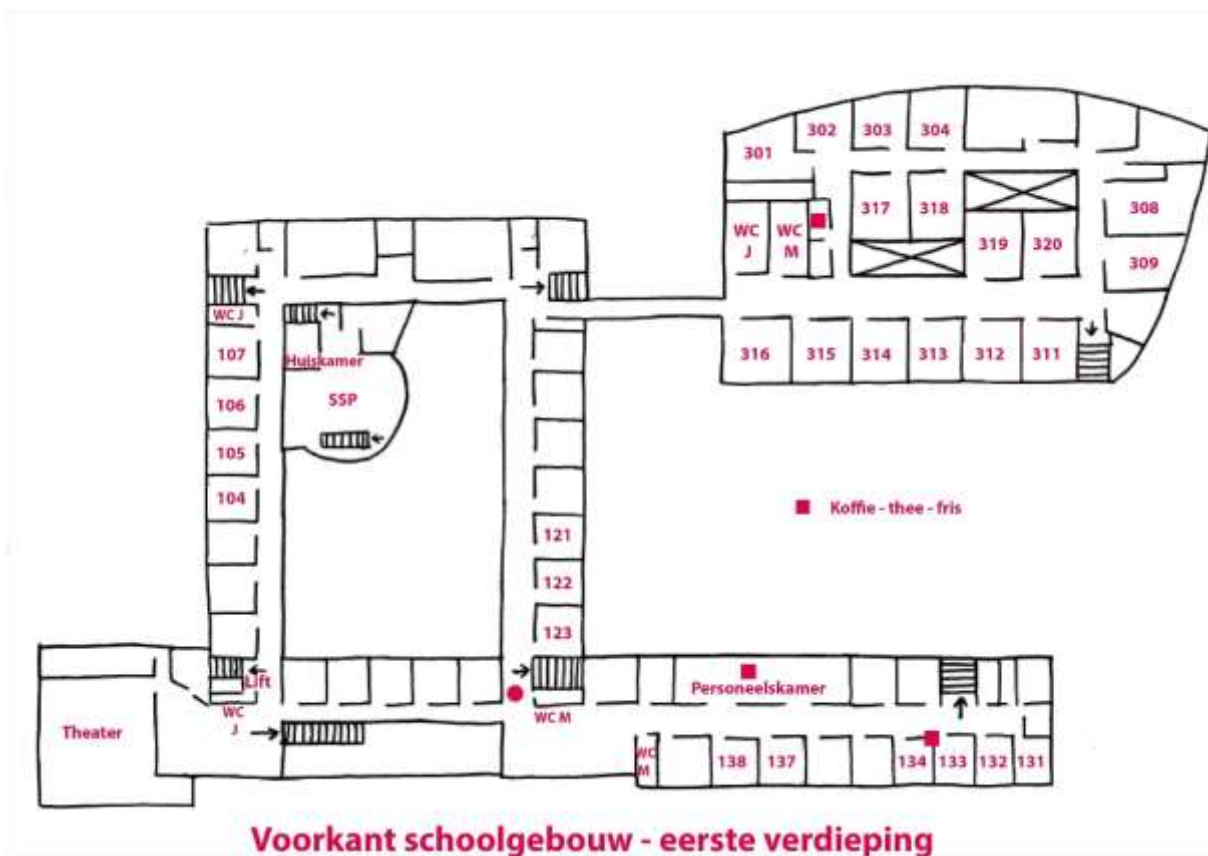 302 303 304
301
317 318
308
WC
J
WC
M
319 320
309
WC J
107
Huiskamer
316 315 314 313 312 311
106
SSP
105
104
Koffie - thee - fris
121
122
123
Lift
Personeelskamer
WC
J
WC M
Theater
WC
M
138 137 134 133 132 131
Voorkant schoolgebouw - eerste verdieping